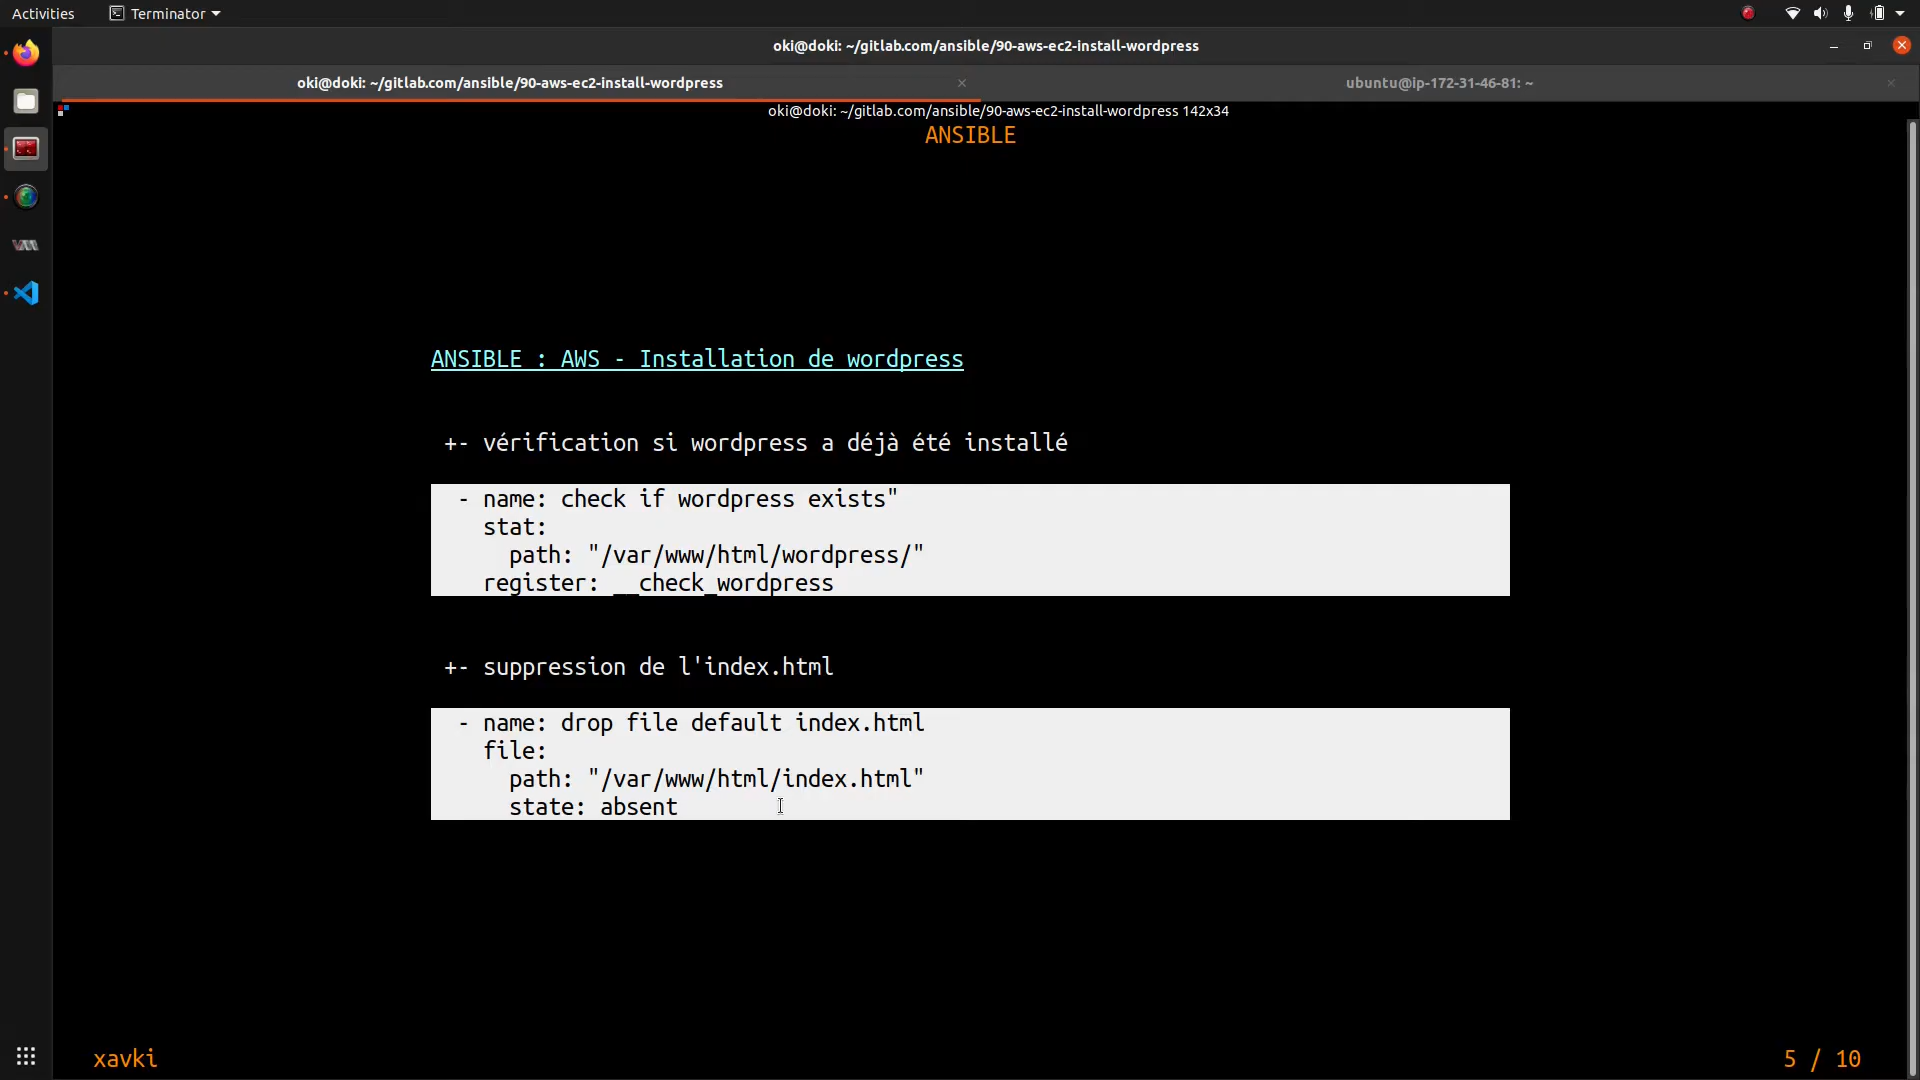 Activities
Terminator
oki@doki: ~/gitlab.com/ansible/90-aws-ec2-install-wordpress
oki@doki: ~/gitlab.com/ansible/90-aws-ec2-install-wordpress
ubuntu@ip-172-31-46-81: ~
oki@doki: ~/gitlab.com/ansible/90-aws-ec2-install-wordpress 142x34
ANSIBLE
ANSIBLE : AWS - Installation de wordpress
+- vérification si wordpress a déjà été installé
- name: check if wordpress exists"
stat:
path: "/var/www/html/wordpress/"
register: __check_wordpress
+- suppression de l'index.html
- name: drop file default index.html
file:
path: "/var/www/html/index.html"
state: absent
xavki
5 / 10